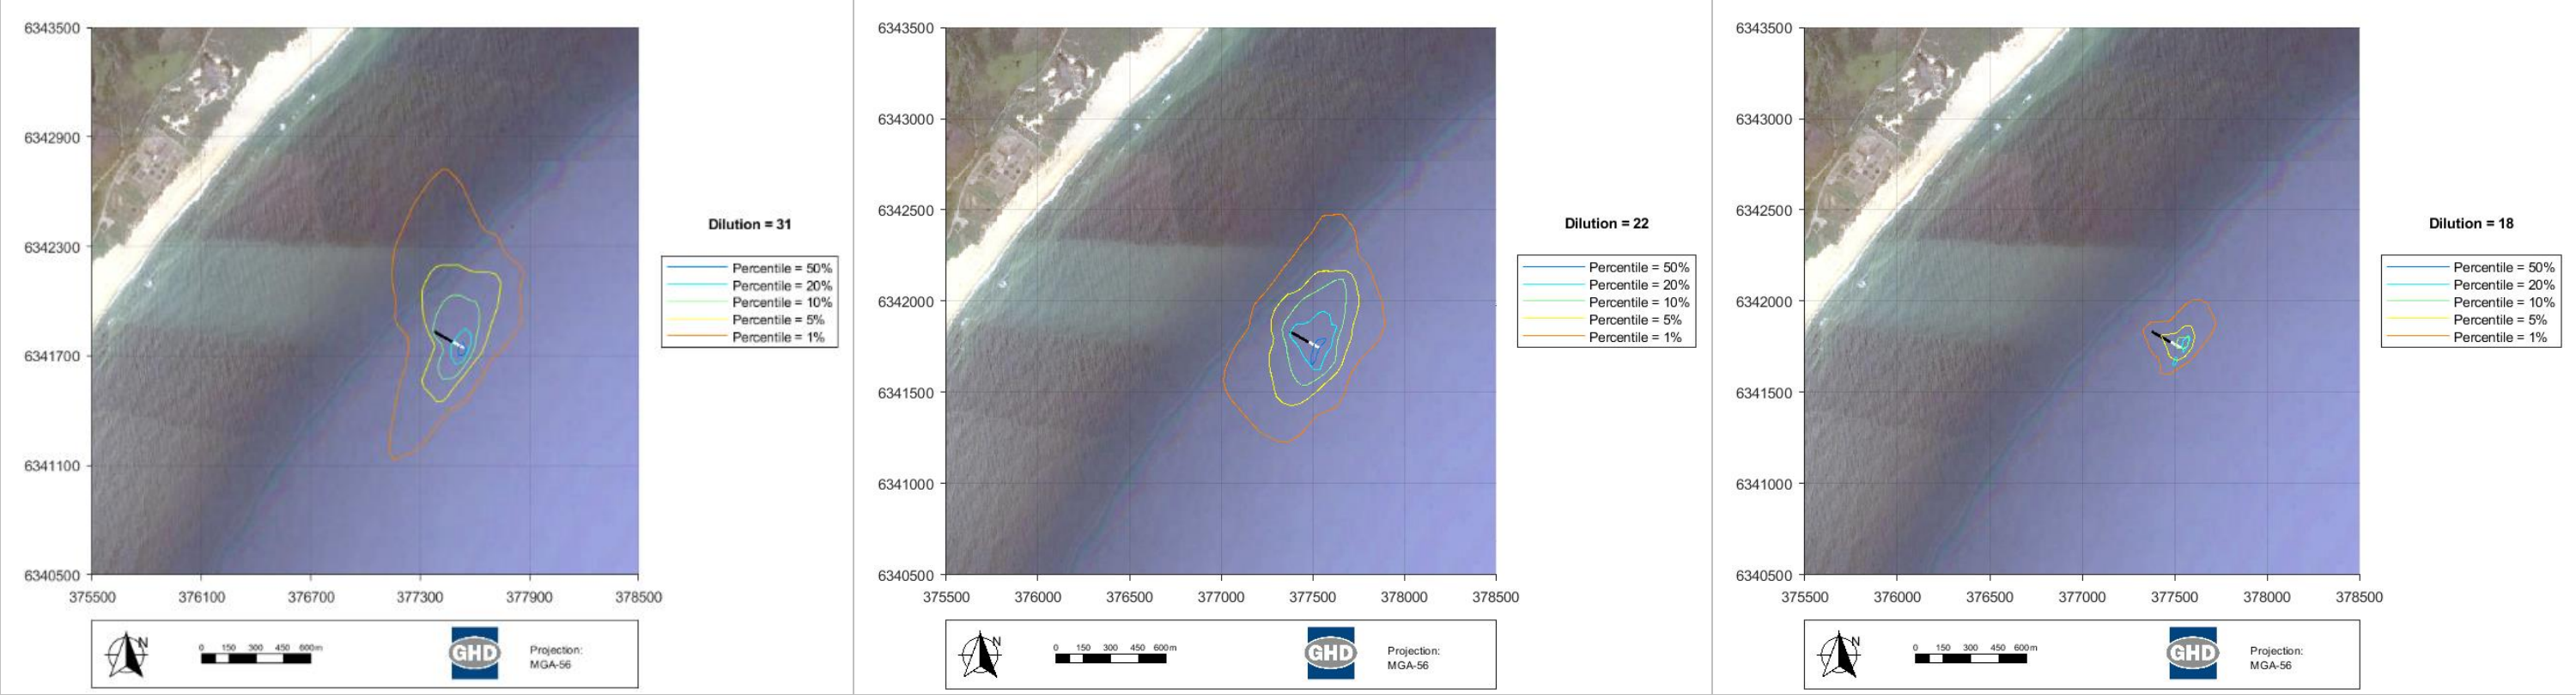 6343500
6342900
6342300
6341700
6341100
6340500
375500 376100 376700 377300 377900 378500
Dilution = 31
Percentile = 50%
Percentile = 20%
Percentile = 10%
Percentile = 5%
Percentile = 1%
N
0 150 300 450 600m
GHD
Projection:
MGA-56
6343500
6343000
6342500
6342000
6341500
6341000
6340500
375500 376000 376500 377000 377500 378000 378500
Dilution = 22
Percentile = 50%
Percentile = 20%
Percentile = 10%
Percentile = 5%
Percentile = 1%
N
0 150 300 450 600m
GHD
Projection:
MGA-56
6343500
6343000
6342500
6342000
6341500
6341000
6340500
375500 376000 376500 377000 377500 378000 378500
Dilution = 18
Percentile = 50%
Percentile = 20%
Percentile = 10%
Percentile = 5%
Percentile = 1%
N
0 150 300 450 600m
GHD
Projection:
MGA-56